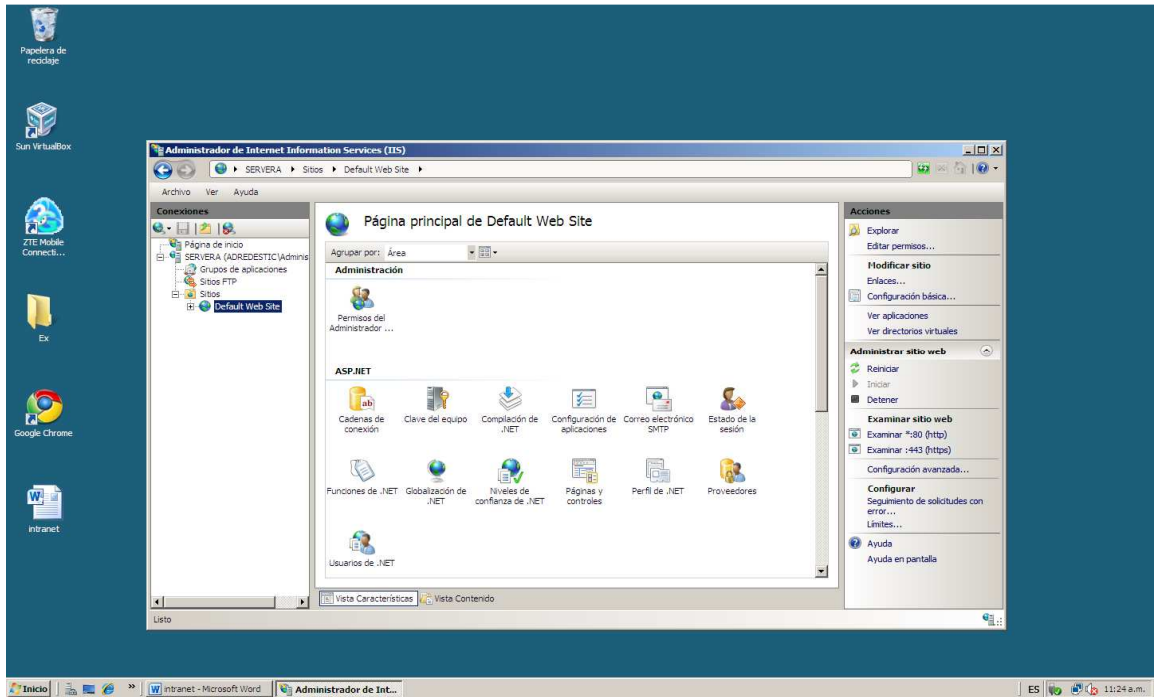 Papelera de
reciclaje
Sun VirtualBox
ZTE Mobile
Connecti...
Ex
Google Chrome
W
intranet
Administrador de Internet Information Services (IIS)
SERVERA
Sitios
Default Web Site
Archivo Ver Ayuda
Conexiones
Página de inicio
SERVERA (ADREDESTIC\Adminis
Grupos de aplicaciones
Sitios FTP
Sitios
Default Web Site
Página principal de Default Web Site
Agrupar por: Área
Administración
Permisos del
Administrador ...
ASP.NET
ab
Cadenas de
conexión
Clave del equipo
Compilación de
.NET
Configuración de
aplicaciones
Correo electrónico
SMTP
Estado de la
sesión
Funciones de .NET
Globalización de
.NET
Niveles de
confianza de .NET
Páginas y
controles
Perfil de .NET
Proveedores
Usuarios de .NET
Vista Características
Vista Contenido
Acciones
Explorar
Editar permisos...
Modificar sitio
Enlaces...
Configuración básica...
Ver aplicaciones
Ver directorios virtuales
Administrar sitio web
Reiniciar
Iniciar
Detener
Examinar sitio web
Examinar *:80 (http)
Examinar :443 (https)
Configuración avanzada...
Configurar
Seguimiento de solicitudes con
error...
Límites...
Ayuda
Ayuda en pantalla
Listo
Inicio
intranet - Microsoft Word
Administrador de Int...
ES
11:24 a.m.